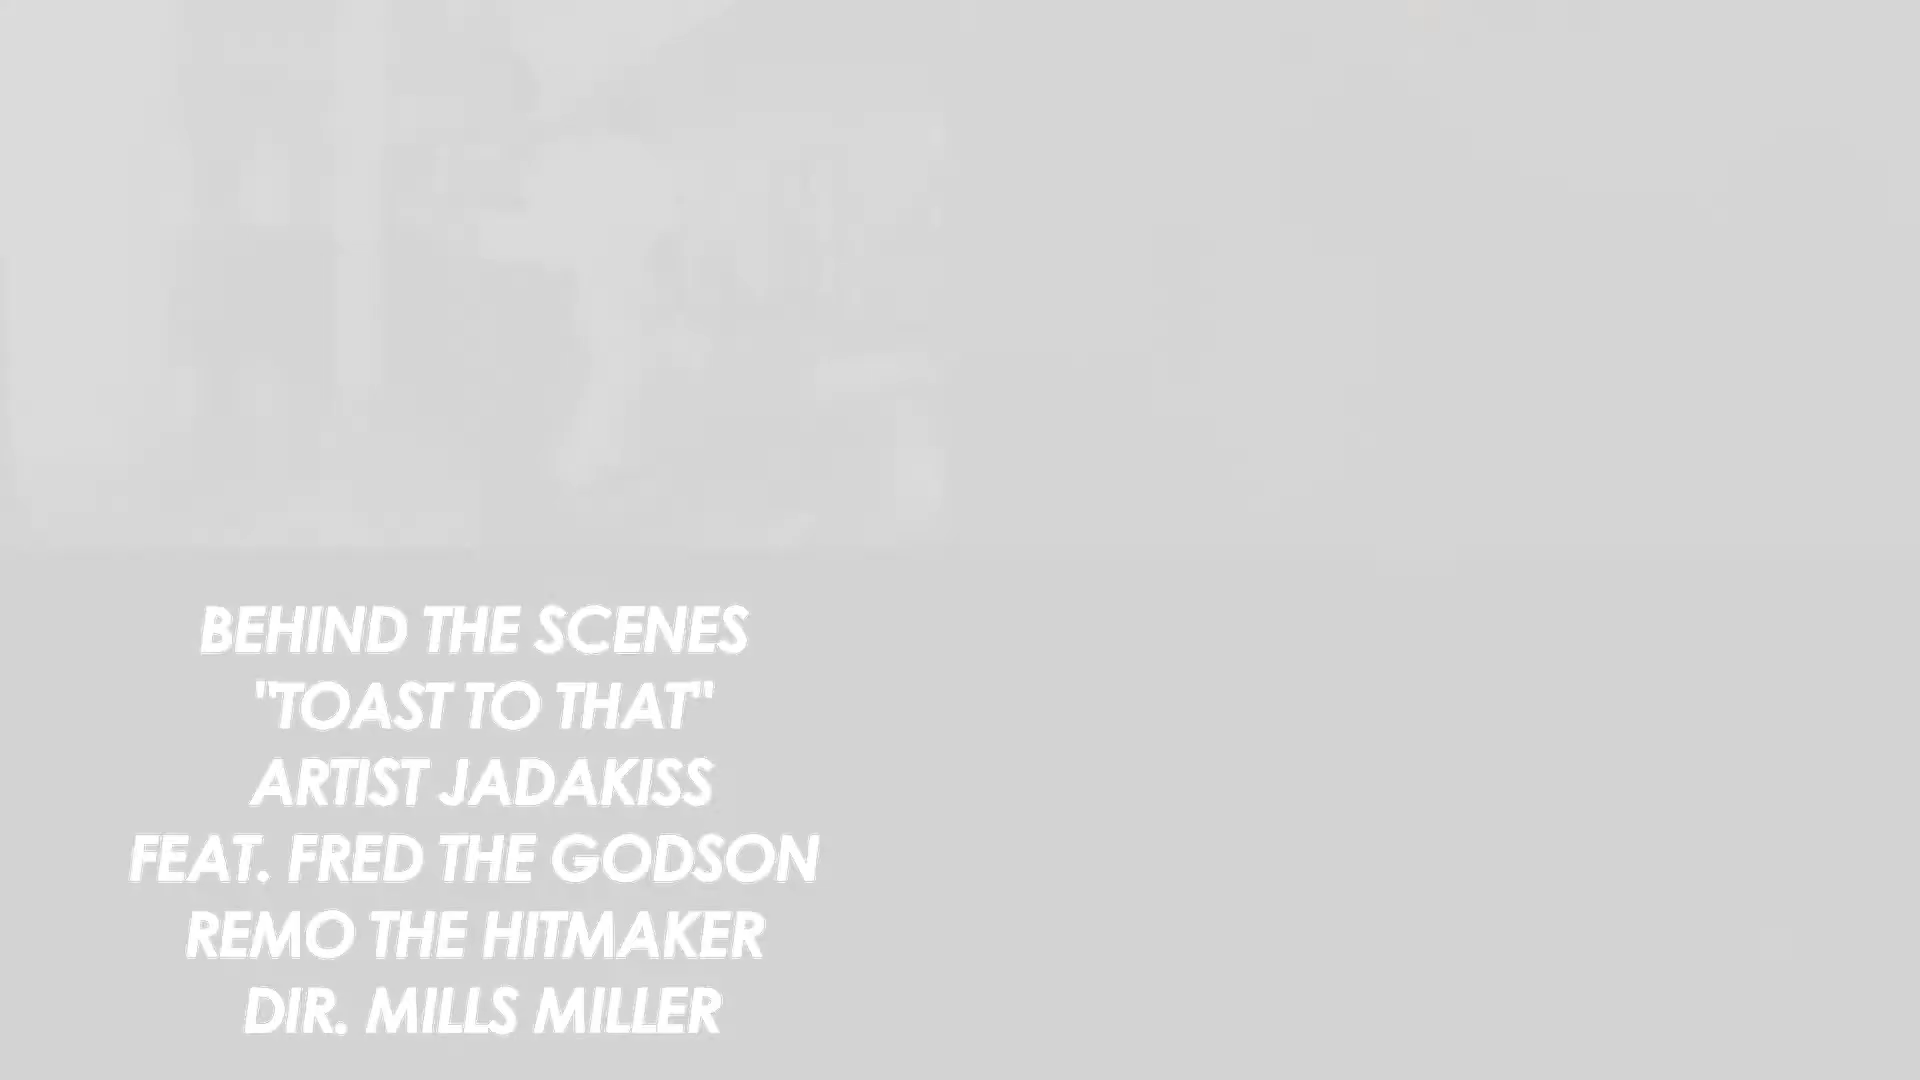 BEHIND THE SCENES
"TOAST TO THAT"
ARTIST JADAKISS
FEAT. FRED THE GODSON
REMO THE HITMAKER
DIR. MILLS MILLER